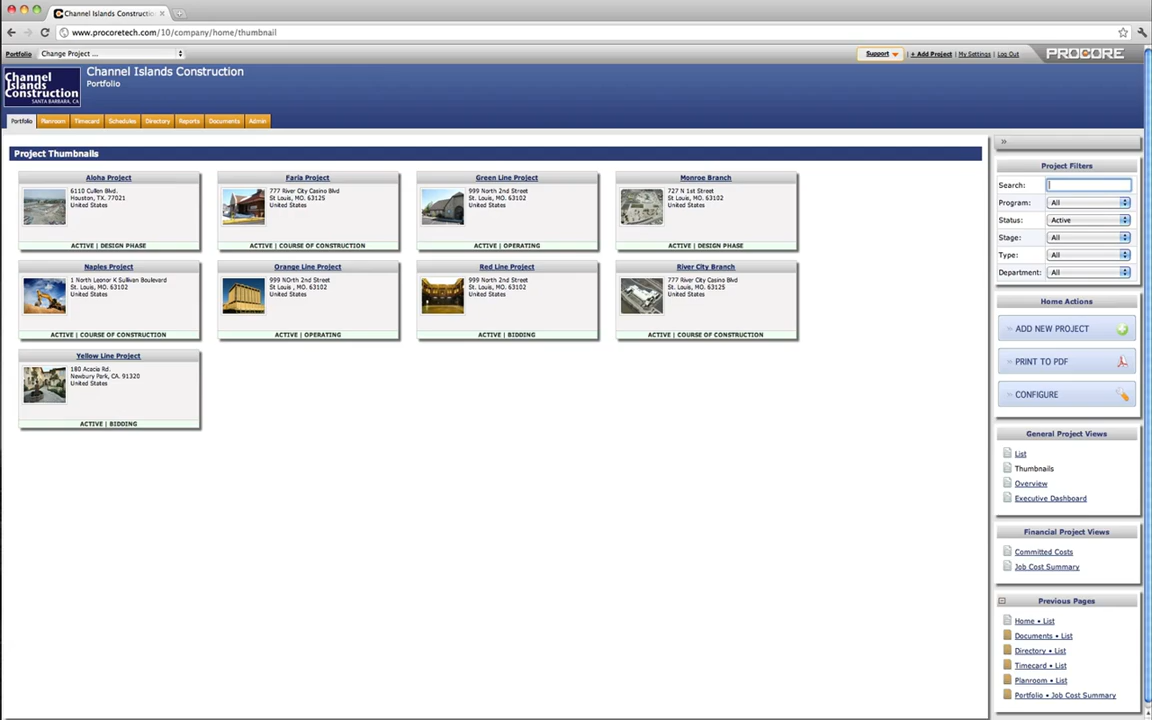 Channel Islands Constructio
www.procoretech.com/10/company/home/thumbnail
Portfolio Change Project ... Support + Add Project | My Settings | Log Out PROCORE
Channel
Islands
Construction
SANTA BARBARA, CA
Channel Islands Construction
Portfolio
Portfolio Planroom Timecard Schedules Directory Reports Documents Admin
Project Thumbnails
Aloha Project
6110 Cullen Blvd.
Houston, TX. 77021
United States
ACTIVE | DESIGN PHASE
Faria Project
777 River City Casino Blvd
St Louis, MO. 63125
United States
ACTIVE | COURSE OF CONSTRUCTION
Green Line Project
999 North 2nd Street
St. Louis, MO. 63102
United States
ACTIVE | OPERATING
Monroe Branch
727 N 1st Street
St. Louis, MO. 63102
United States
ACTIVE | DESIGN PHASE
Naples Project
1 North Leonor K Sullivan Boulevard
St. Louis, MO. 63102
United States
ACTIVE | COURSE OF CONSTRUCTION
Orange Line Project
999 NOrth 2nd Street
St. Louis , MO. 63102
United States
ACTIVE | OPERATING
Red Line Project
999 North 2nd Street
St. Louis, MO. 63102
United States
ACTIVE | BIDDING
River City Branch
777 River City Casino Blvd
St. Louis, MO. 63125
United States
ACTIVE | COURSE OF CONSTRUCTION
Yellow Line Project
180 Acacia Rd.
Newbury Park, CA. 91320
United States
ACTIVE | BIDDING
Project Filters
Search:
Program: All
Status: Active
Stage: All
Type: All
Department: All
Home Actions
ADD NEW PROJECT
PRINT TO PDF
CONFIGURE
General Project Views
List
Thumbnails
Overview
Executive Dashboard
Financial Project Views
Committed Costs
Job Cost Summary
Previous Pages
Home • List
Documents • List
Directory • List
Timecard • List
Planroom • List
Portfolio • Job Cost Summary